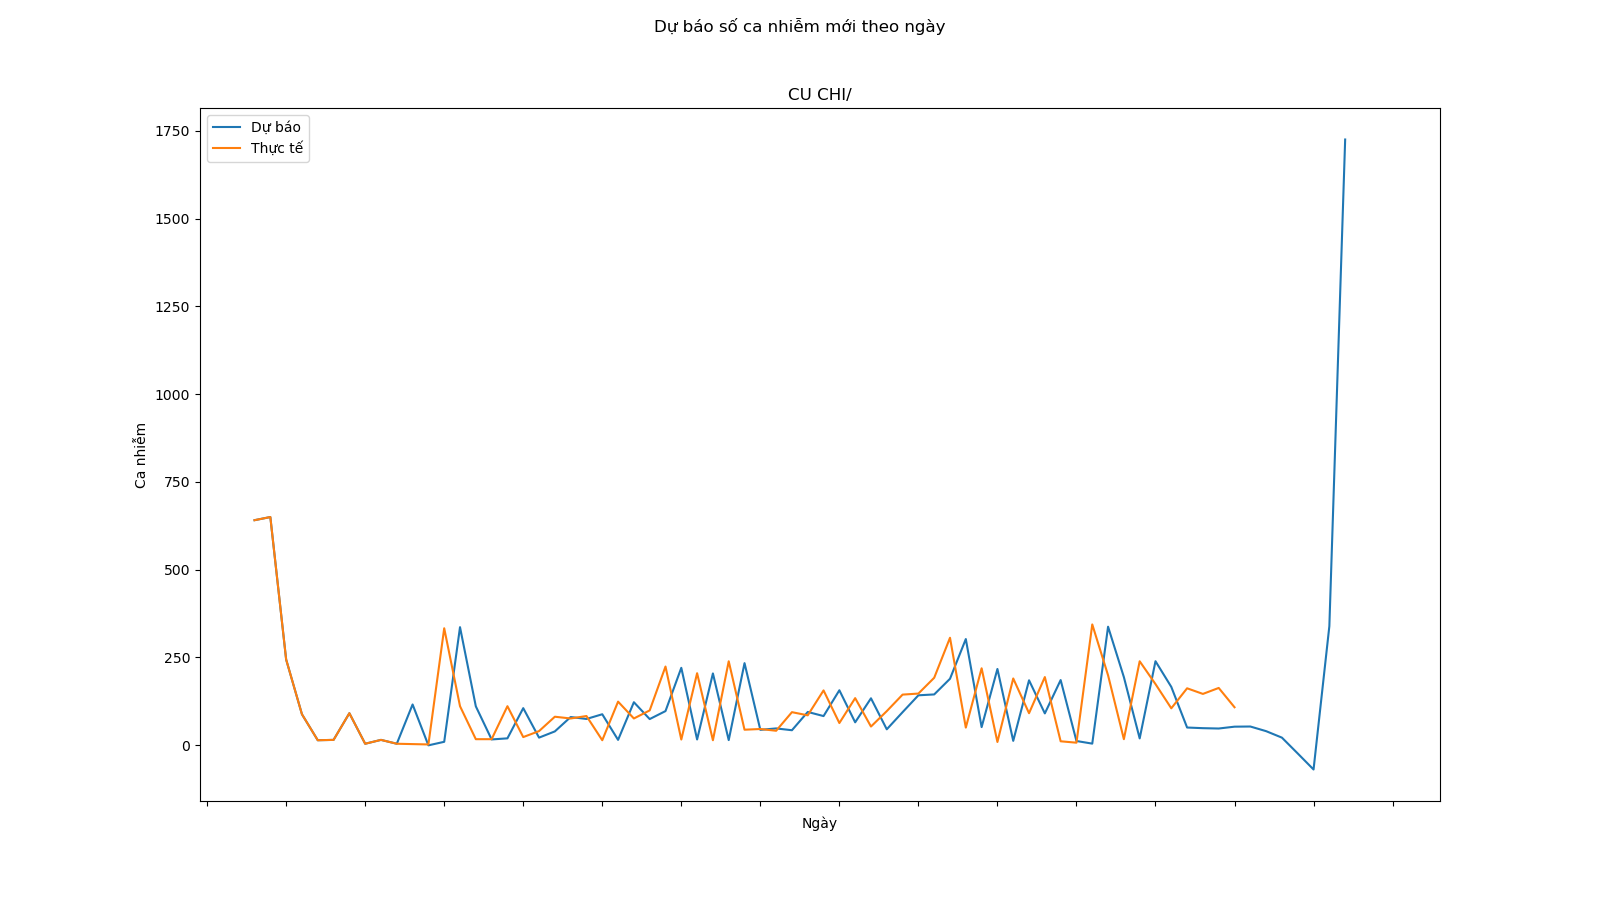 Dự báo số ca nhiễm mới theo ngày
CU CHI/
Dự báo
Thực tế
1750
1500
1250
1000
750
500
250
0
Ca nhiễm
Ngày